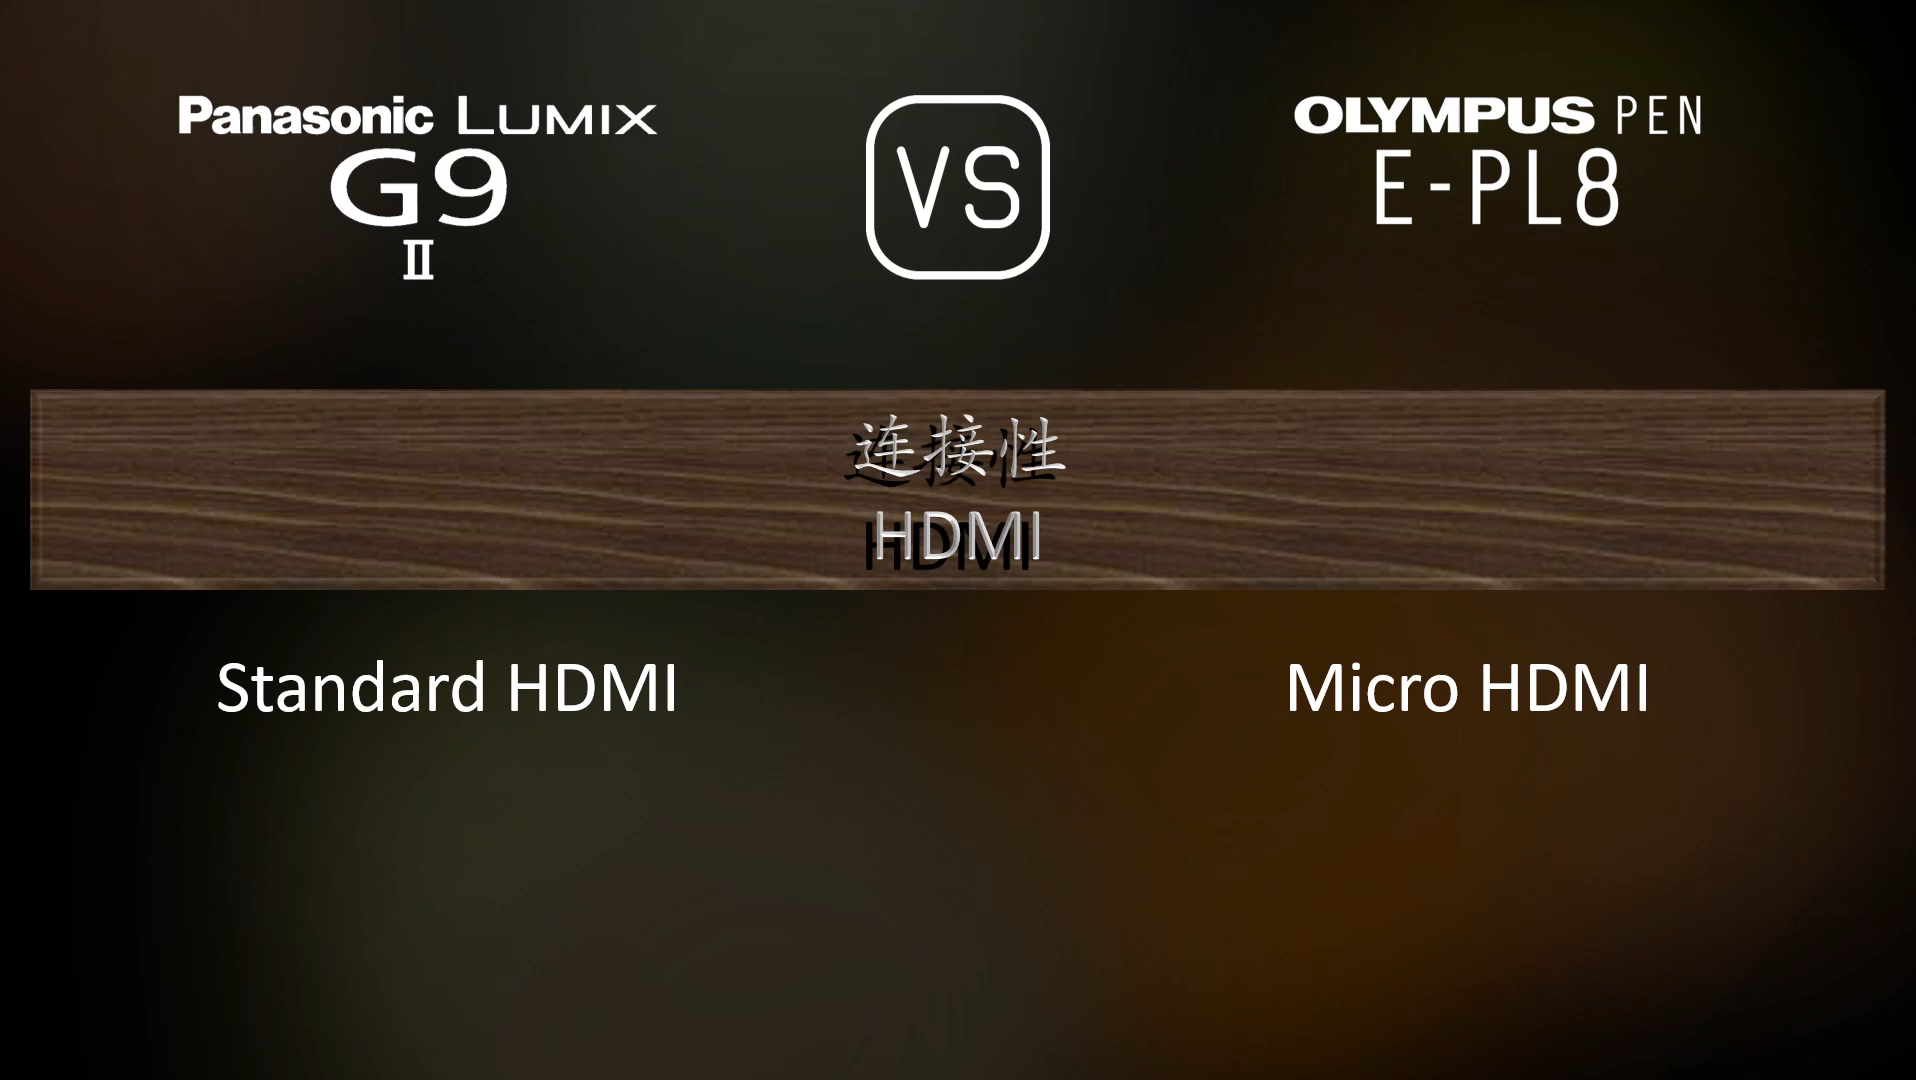 Panasonic LUMIX
G9
II
VS
OLYMPUS PEN
E-PL8
连接性
HDMI
Standard HDMI
Micro HDMI